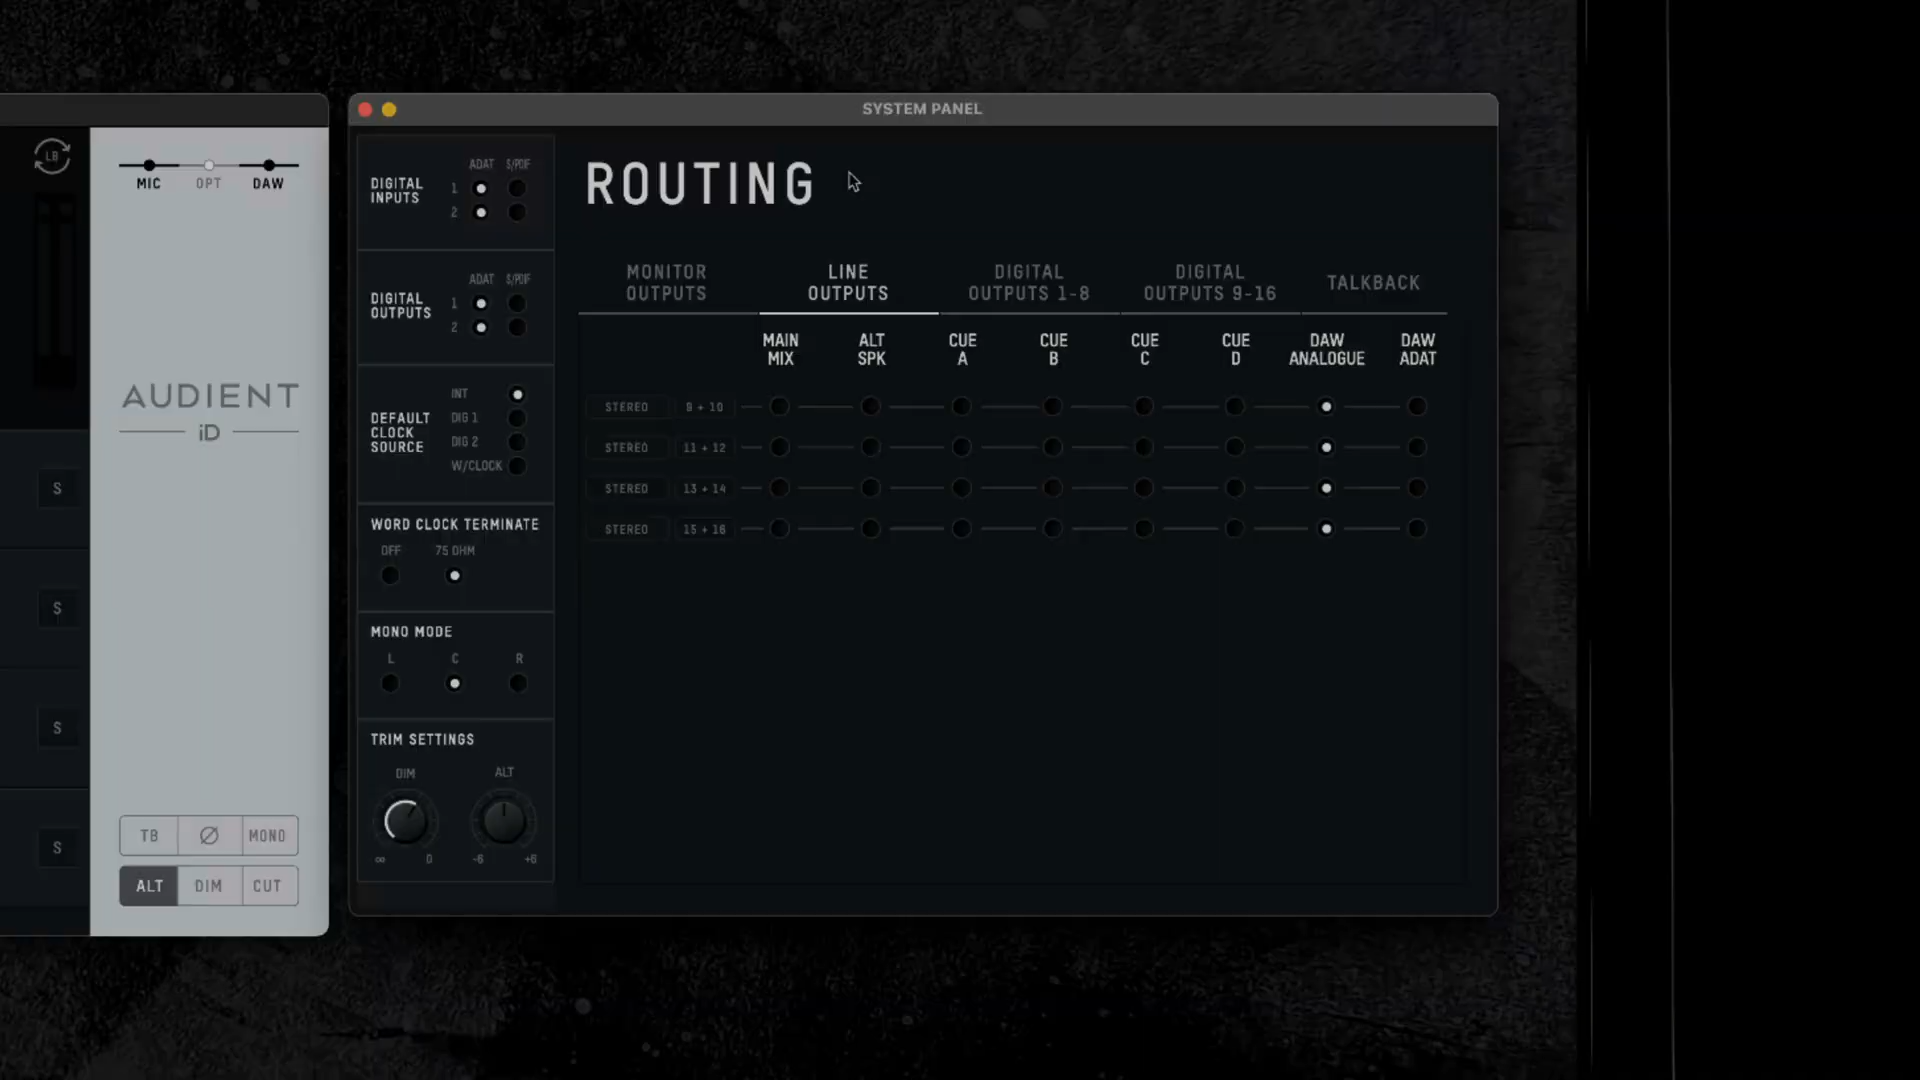 SYSTEM PANEL
LB
MIC OPT DAW
AUDIENT
iD
S
S
S
S
TB Ø MONO
ALT DIM CUT
ADAT S/PDIF
DIGITAL
INPUTS
1
2
ADAT S/PDIF
DIGITAL
OUTPUTS
1
2
DEFAULT
CLOCK
SOURCE
INT
DIG 1
DIG 2
W/CLOCK
WORD CLOCK TERMINATE
OFF 75 OHM
MONO MODE
L C R
TRIM SETTINGS
DIM ALT
∞ 0 -6 +6
ROUTING
MONITOR
OUTPUTS
LINE
OUTPUTS
DIGITAL
OUTPUTS 1-8
DIGITAL
OUTPUTS 9-16
TALKBACK
MAIN
MIX
ALT
SPK
CUE
A
CUE
B
CUE
C
CUE
D
DAW
ANALOGUE
DAW
ADAT
STEREO 9 + 10
STEREO 11 + 12
STEREO 13 + 14
STEREO 15 + 16